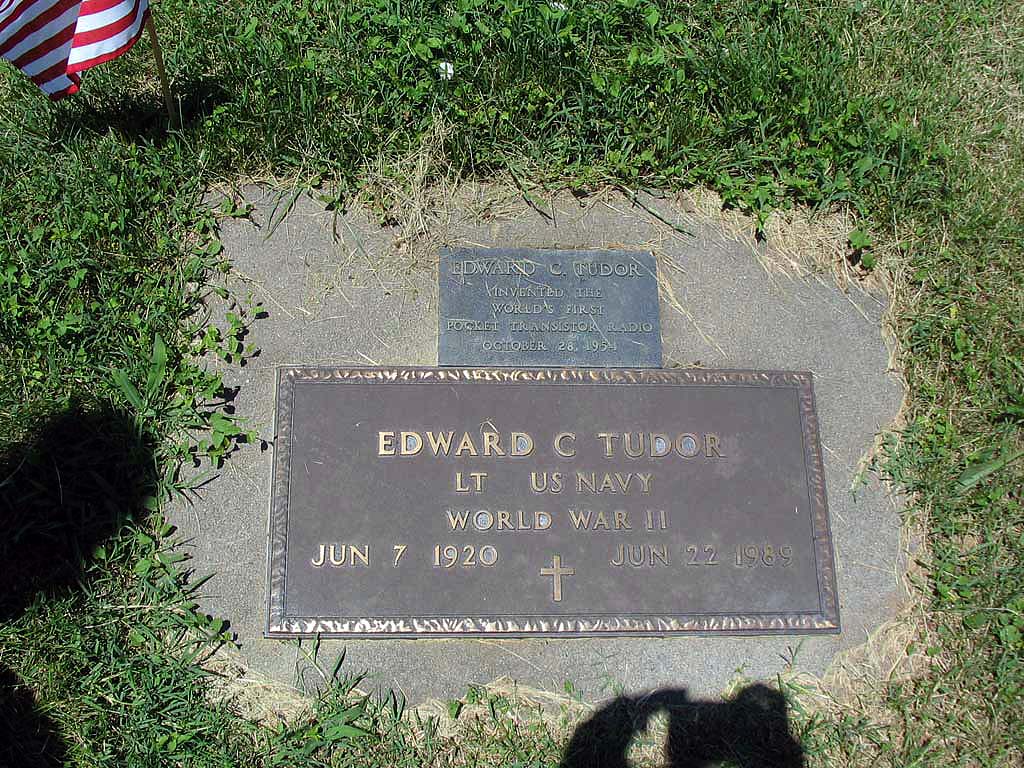 EDWARD C. TUDOR
INVENTED THE
WORLD'S FIRST
POCKET TRANSISTOR RADIO
OCTOBER 28, 1954
EDWARD C TUDOR
LT US NAVY
WORLD WAR II
JUN 7 1920 JUN 22 1989